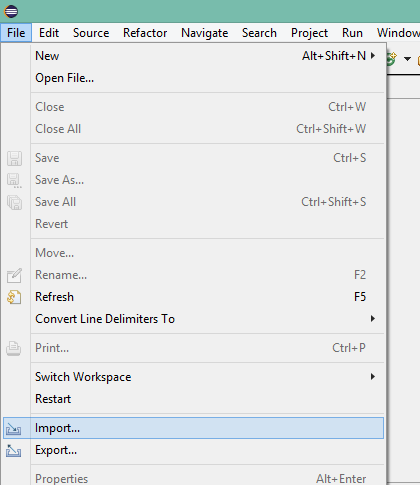 File Edit Source Refactor Navigate Search Project Run Window
New Alt+Shift+N
Open File...
Close Ctrl+W
Close All Ctrl+Shift+W
Save Ctrl+S
Save As...
Save All Ctrl+Shift+S
Revert
Move...
Rename... F2
Refresh F5
Convert Line Delimiters To
Print... Ctrl+P
Switch Workspace
Restart
Import...
Export...
Properties Alt+Enter